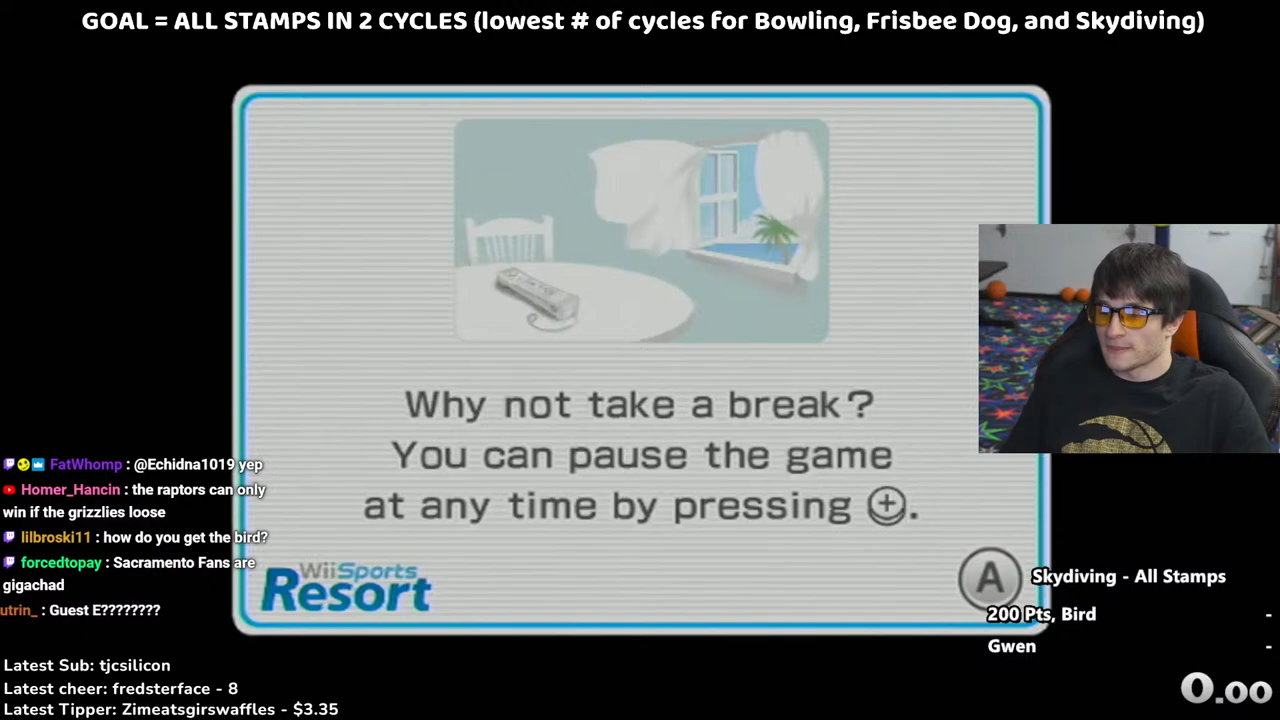 GOAL = ALL STAMPS IN 2 CYCLES (lowest # of cycles for Bowling, Frisbee Dog, and Skydiving)
Why not take a break?
You can pause the game
at any time by pressing +.
WiiSports
Resort
A
FatWhomp : @Echidna1019 yep
Homer_Hancin : the raptors can only
win if the grizzlies loose
lilbroski11 : how do you get the bird?
forcedtopay : Sacramento Fans are
gigachad
utrin_ : Guest E????????
Latest Sub: tjcsilicon
Latest cheer: fredsterface - 8
Latest Tipper: Zimeatsgirswaffles - $3.35
Skydiving - All Stamps
200 Pts, Bird -
Gwen -
0.00